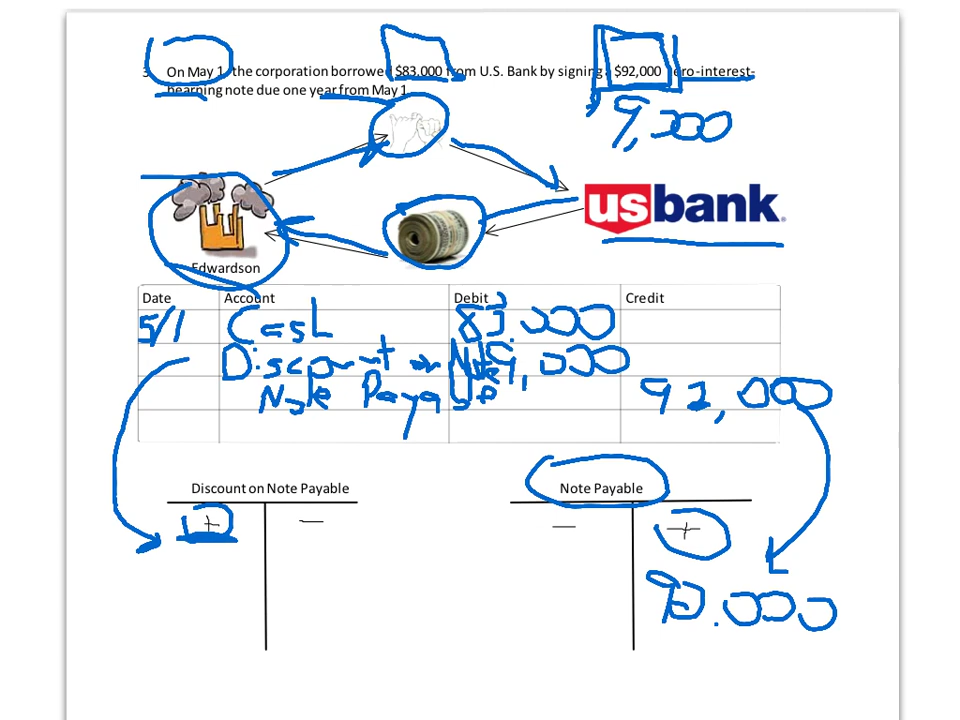 3. On May 1, the corporation borrowed $83,000 from U.S. Bank by signing a $92,000 zero-interest-
bearing note due one year from May 1
9,000
usbank.
Edwardson
Date Account Debit Credit
5/1 Cash 83,000
Discount on Note 9,000
Note Payable 92,000
Discount on Note Payable Note Payable
+ — — +